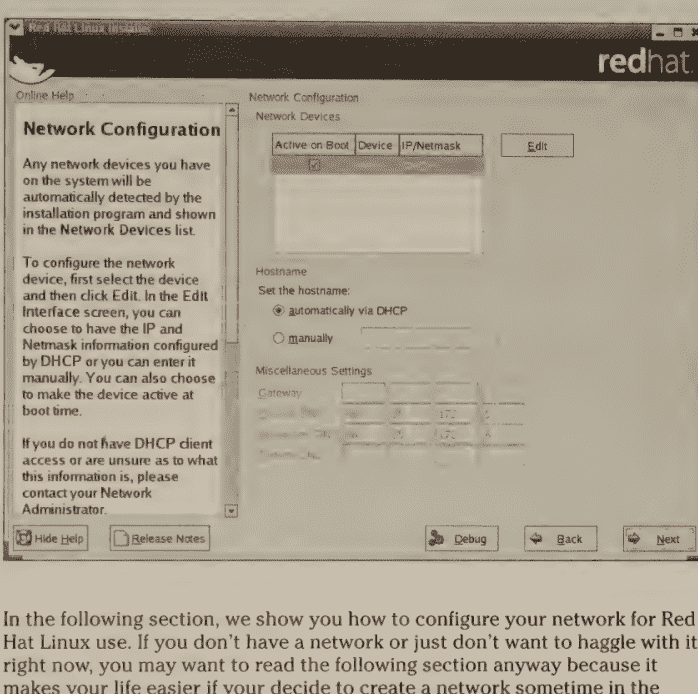 Red Hat Linux Installer
redhat.
Online Help
Network Configuration
Any network devices you have
on the system will be
automatically detected by the
installation program and shown
in the Network Devices list.
To configure the network
device, first select the device
and then click Edit. In the Edit
Interface screen, you can
choose to have the IP and
Netmask information configured
by DHCP or you can enter it
manually. You can also choose
to make the device active at
boot time.
If you do not have DHCP client
access or are unsure as to what
this information is, please
contact your Network
Administrator.
Network Configuration
Network Devices
Active on Boot Device IP/Netmask
Edit
Hostname
Set the hostname:
automatically via DHCP
manually
Miscellaneous Settings
Gateway
Hide Help
Release Notes
Debug
Back
Next
In the following section, we show you how to configure your network for Red
Hat Linux use. If you don't have a network or just don't want to haggle with it
right now, you may want to read the following section anyway because it
makes your life easier if your decide to create a network sometime in the